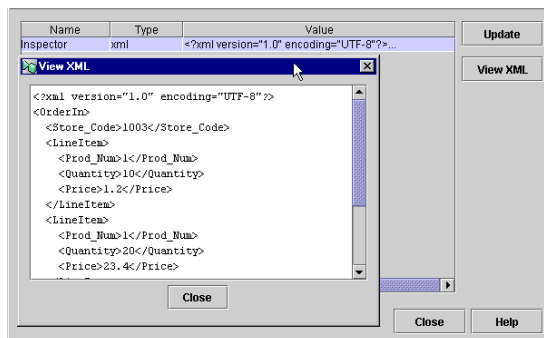 Name Type Value
Inspector xml <?xml version="1.0" encoding="UTF-8"?>...
Update
View XML
View XML
<?xml version="1.0" encoding="UTF-8"?>
<OrderIn>
<Store_Code>1003</Store_Code>
<LineItem>
<Prod_Num>1</Prod_Num>
<Quantity>10</Quantity>
<Price>1.2</Price>
</LineItem>
<LineItem>
<Prod_Num>1</Prod_Num>
<Quantity>20</Quantity>
<Price>23.4</Price>
Close
Close Help